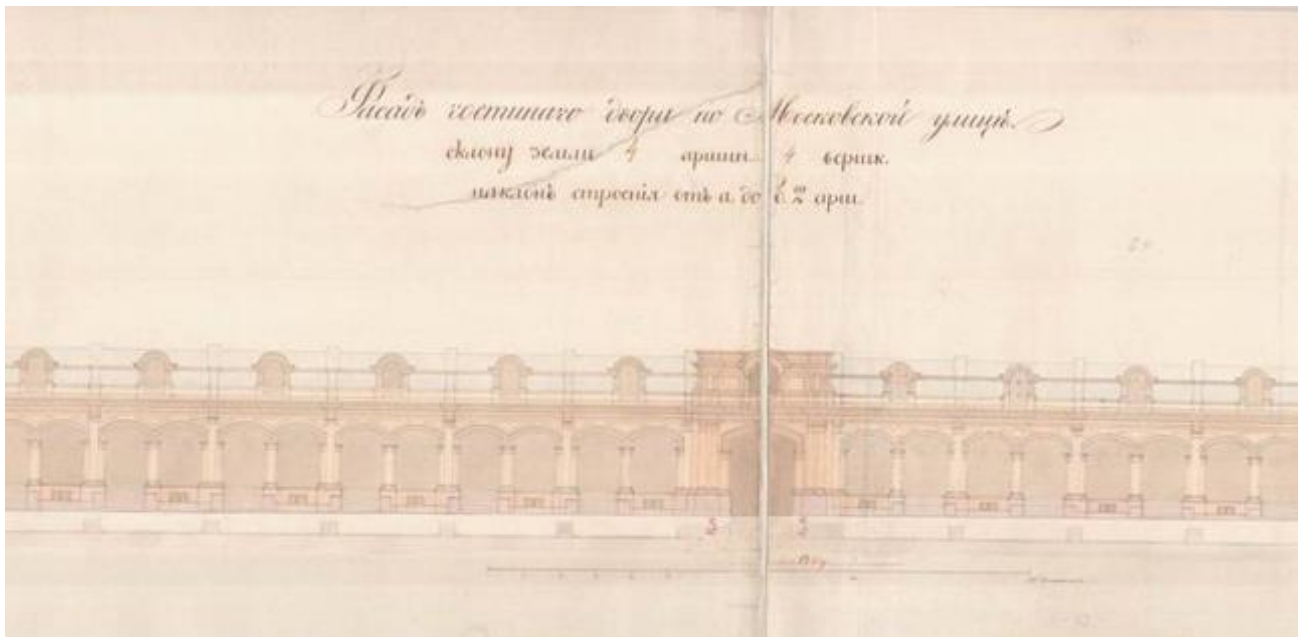 Фасадъ гостинаго двора по Московской улицѣ.
склону земли 4 аршин. 4 вершк.
наклонъ строенія отъ а. до б. 2 арш.